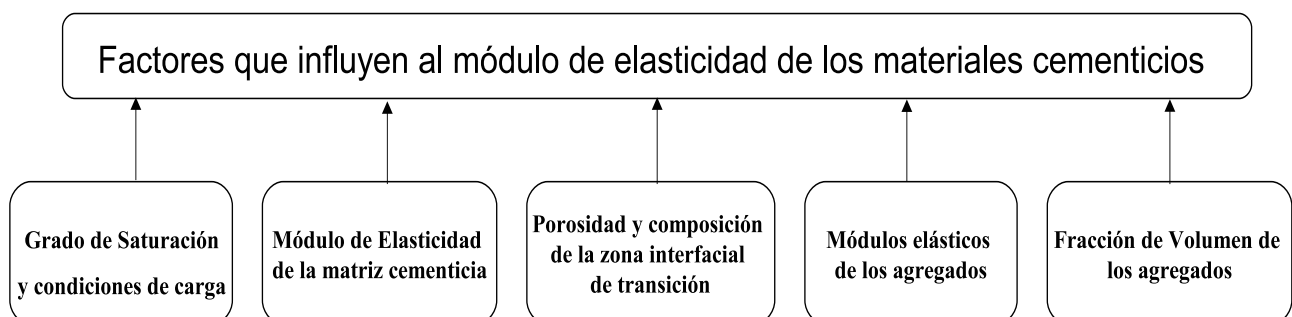 Factores que influyen al módulo de elasticidad de los materiales cementicios
Grado de Saturación
y condiciones de carga
Módulo de Elasticidad
de la matriz cementicia
Porosidad y composición
de la zona interfacial
de transición
Módulos elásticos
de los agregados
Fracción de Volumen de
los agregados